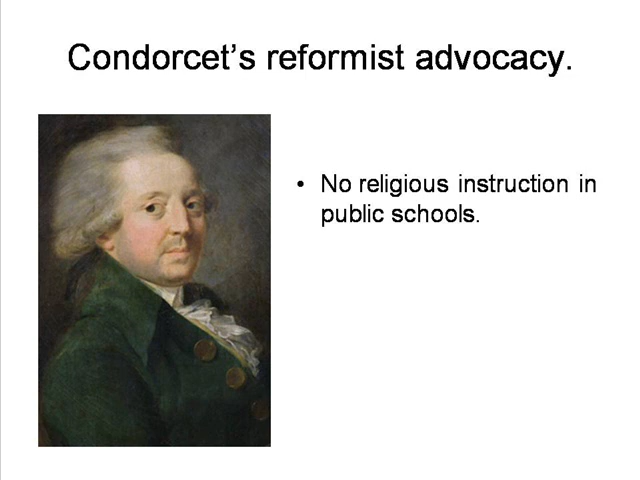 Condorcet's reformist advocacy.
• No religious instruction in
public schools.